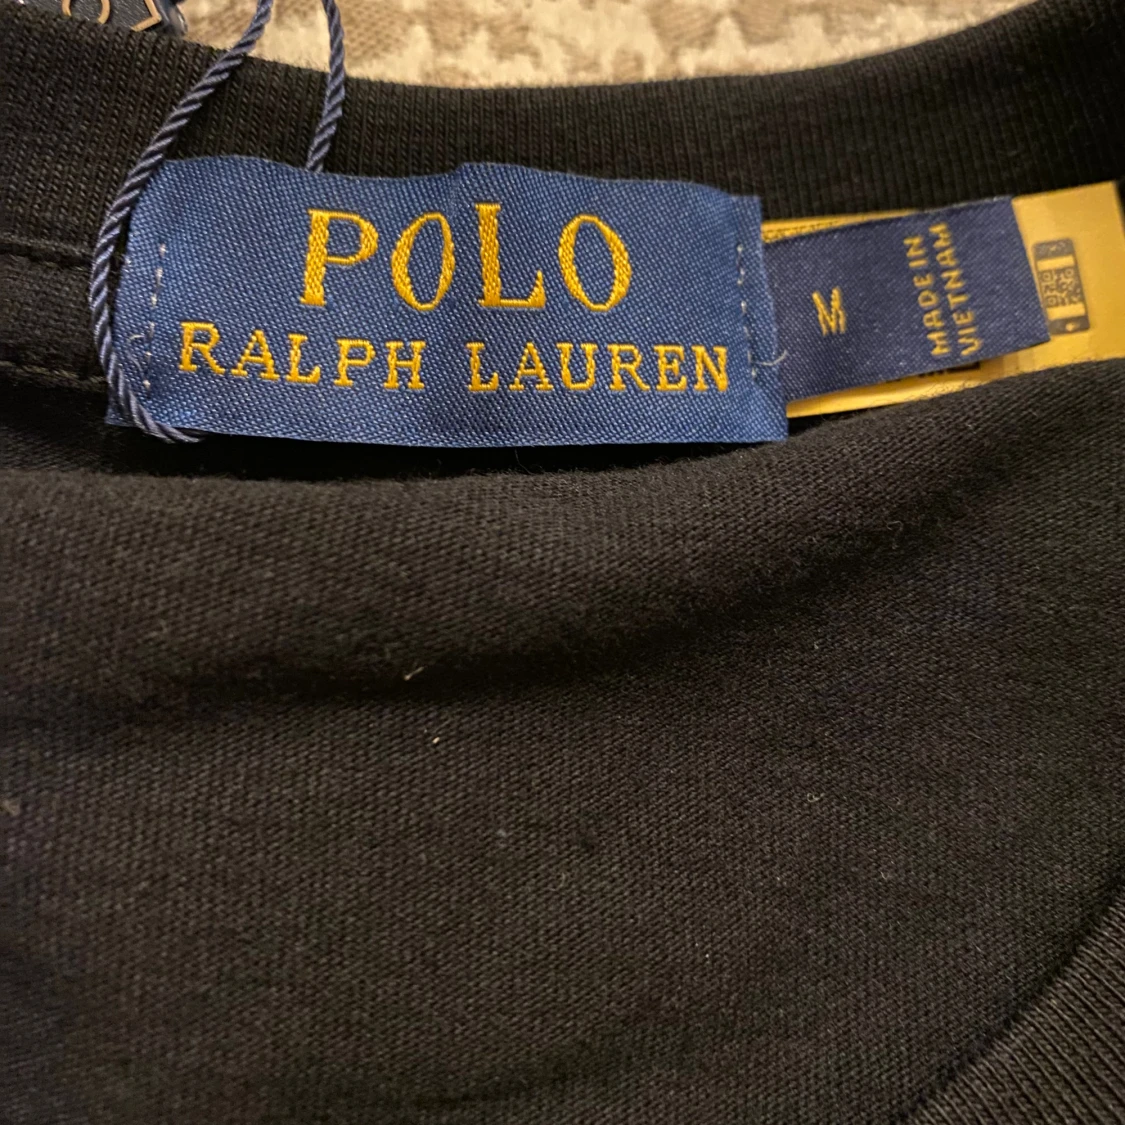 POLO
RALPH LAUREN
M
MADE IN
VIETNAM